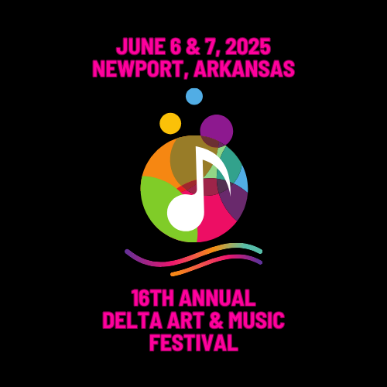 JUNE 6 & 7, 2025
NEWPORT, ARKANSAS
16TH ANNUAL
DELTA ART & MUSIC
FESTIVAL